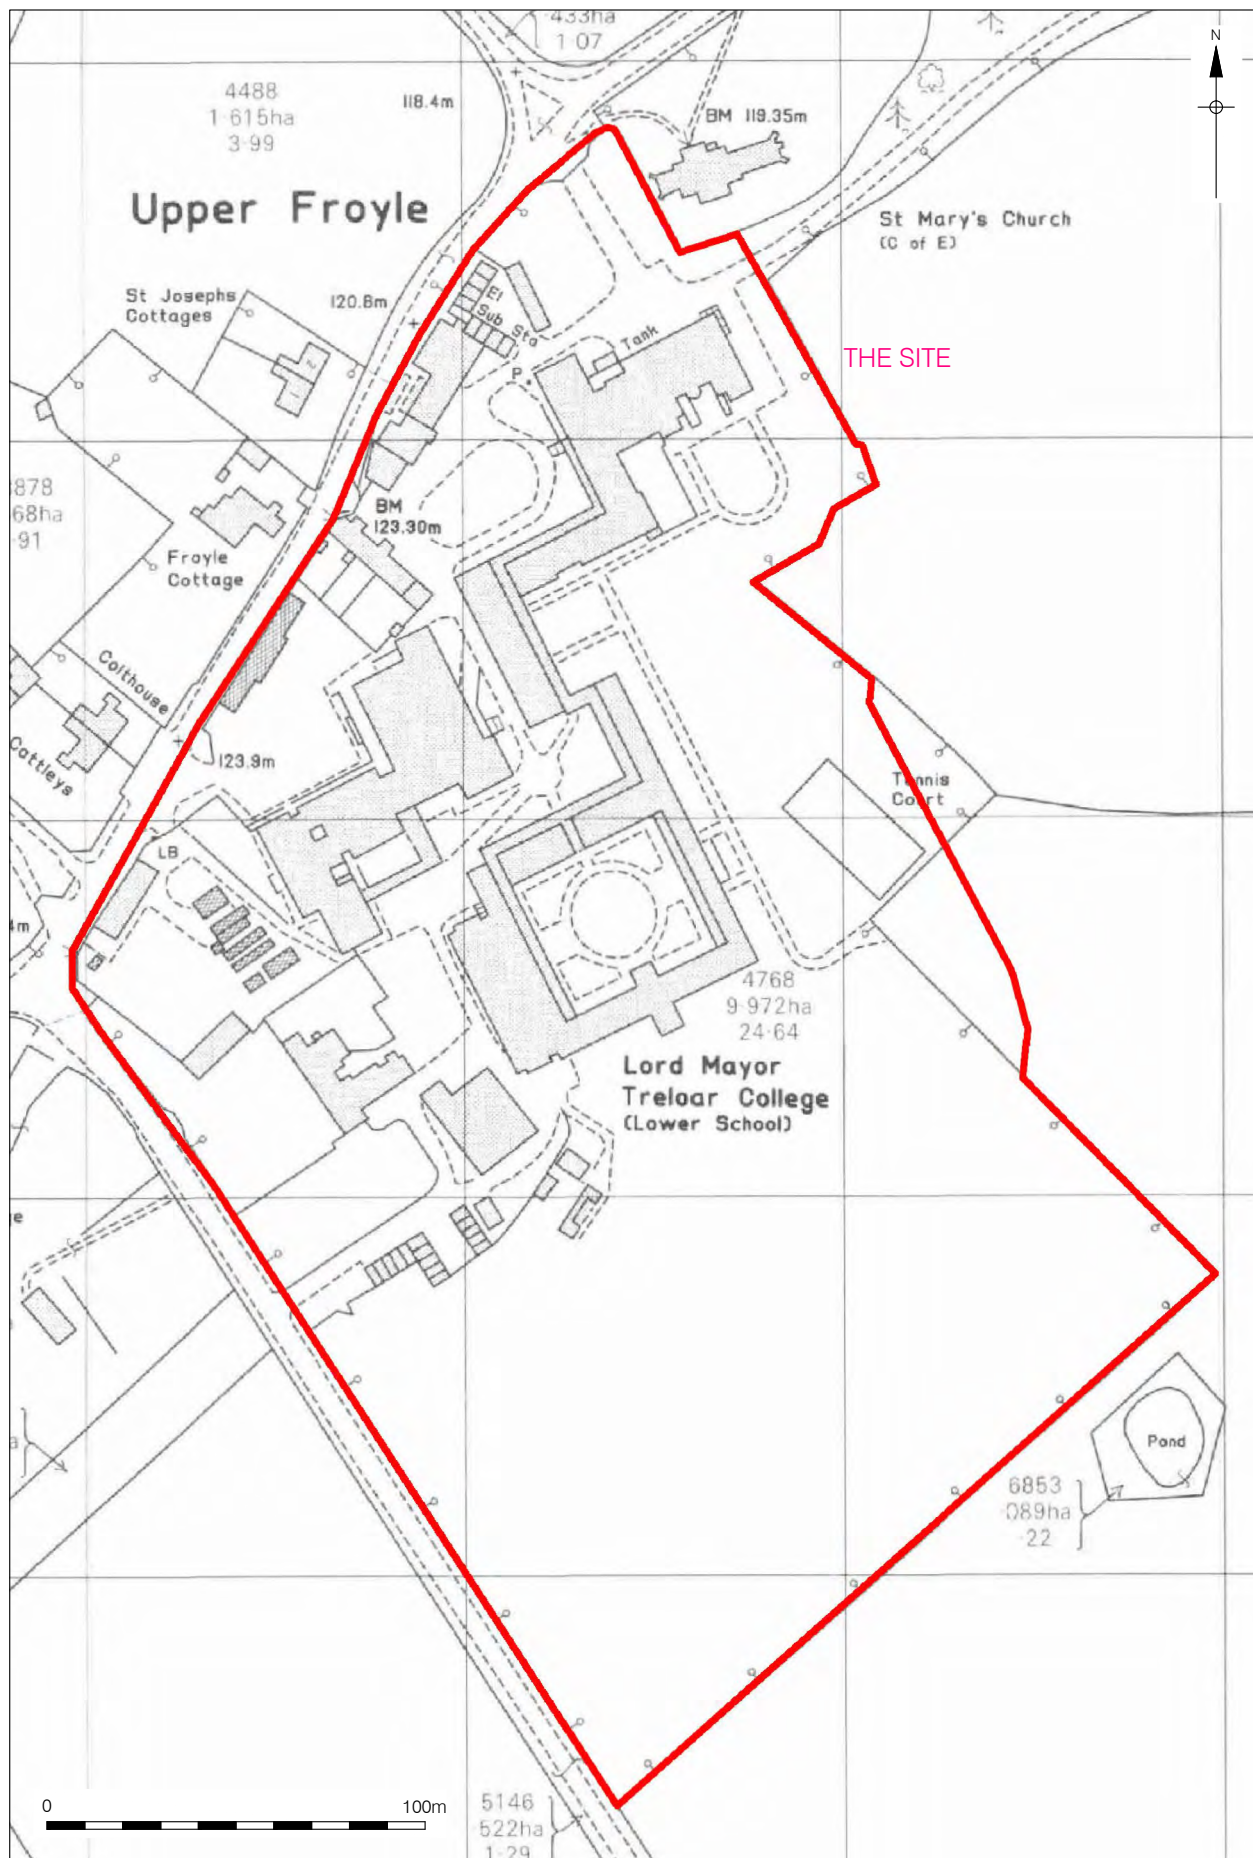 433ha
1·07
N
4488
1·615ha
3·99
118.4m
BM 119.35m
Upper Froyle
St Mary's Church
(C of E)
St Josephs
Cottages
120.8m
El
Sub Sta
Tank
P
THE SITE
BM
123.30m
878
68ha
·91
Froyle
Cottage
Colthouse
Cattleys
123.9m
Tennis
Court
LB
4m
4768
9·972ha
24·64
Lord Mayor
Treloar College
(Lower School)
Pond
6853
·089ha
·22
0
100m
5146
·522ha
1·29